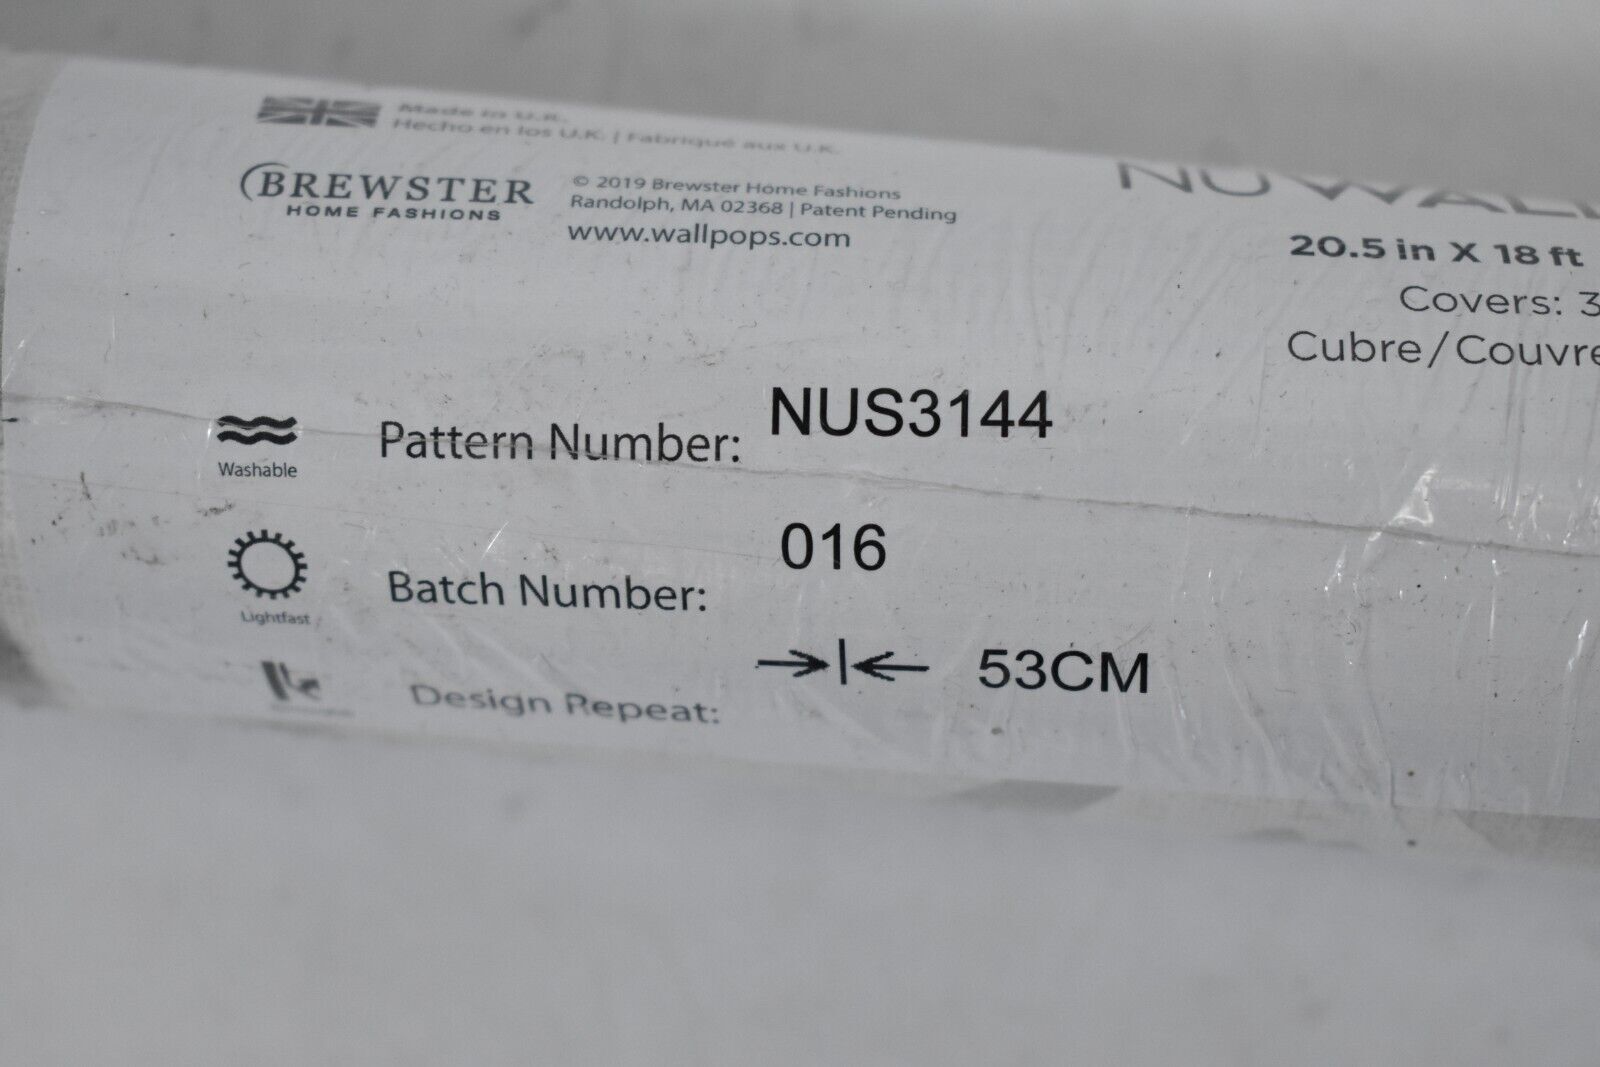 Made in U.K.
Hecho en los U.K. | Fabriqué aux U.K.
BREWSTER
HOME FASHIONS
© 2019 Brewster Home Fashions
Randolph, MA 02368 | Patent Pending
www.wallpops.com
NUWALL
20.5 in X 18 ft
Covers: 3
Cubre/Couvre
Washable
Pattern Number: NUS3144
Lightfast
Batch Number: 016
Design Repeat: 53CM